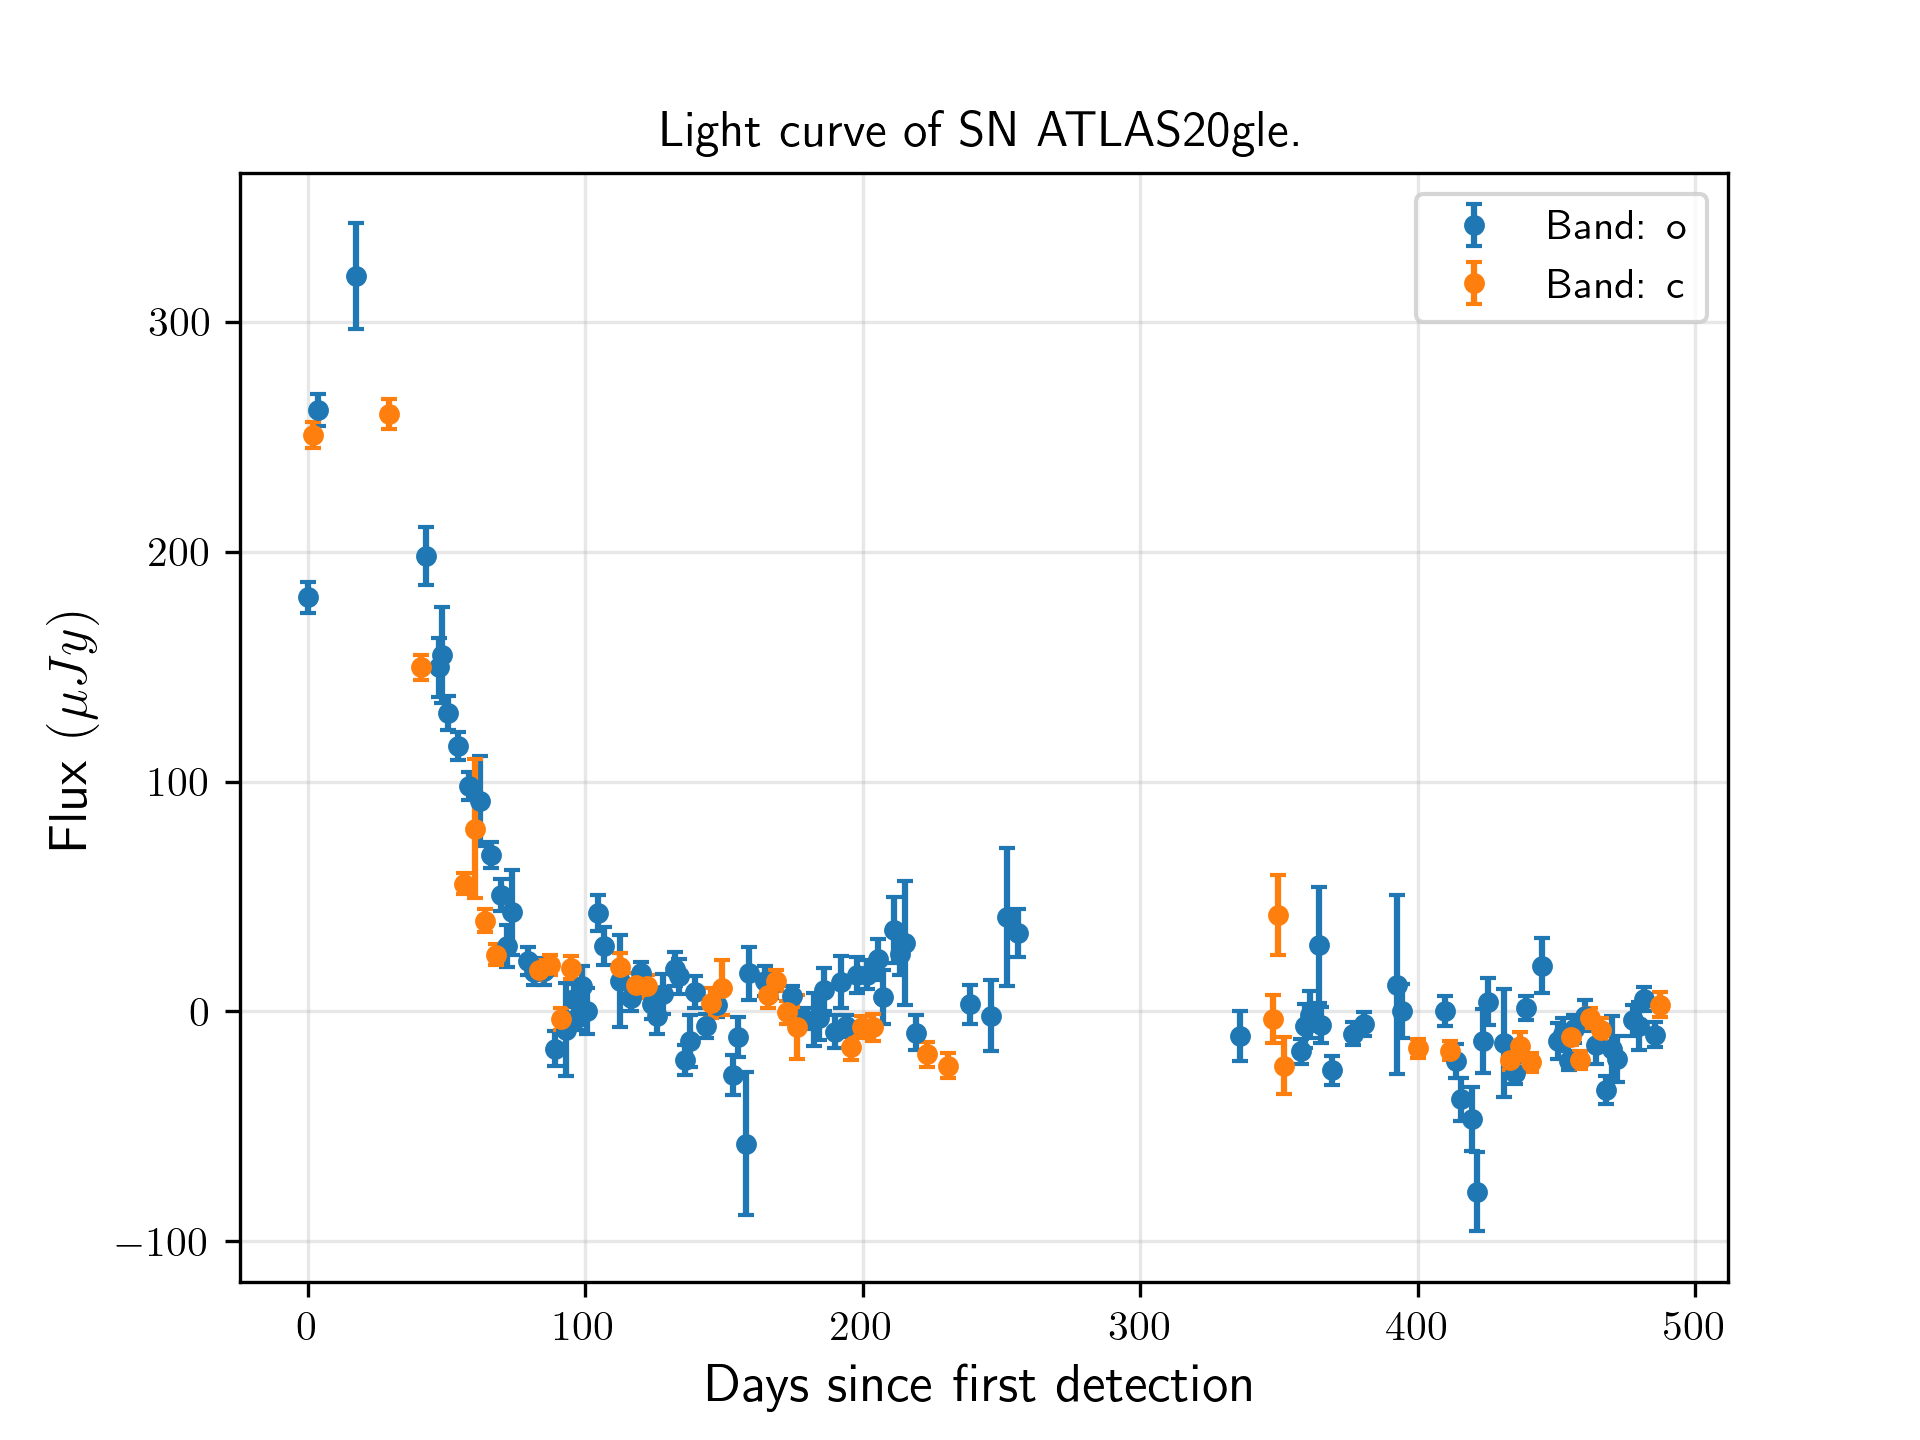 Light curve of SN ATLAS20gle.
Band: o
Band: c
300
200
100
0
−100
Flux (μJy)
0 100 200 300 400 500
Days since first detection